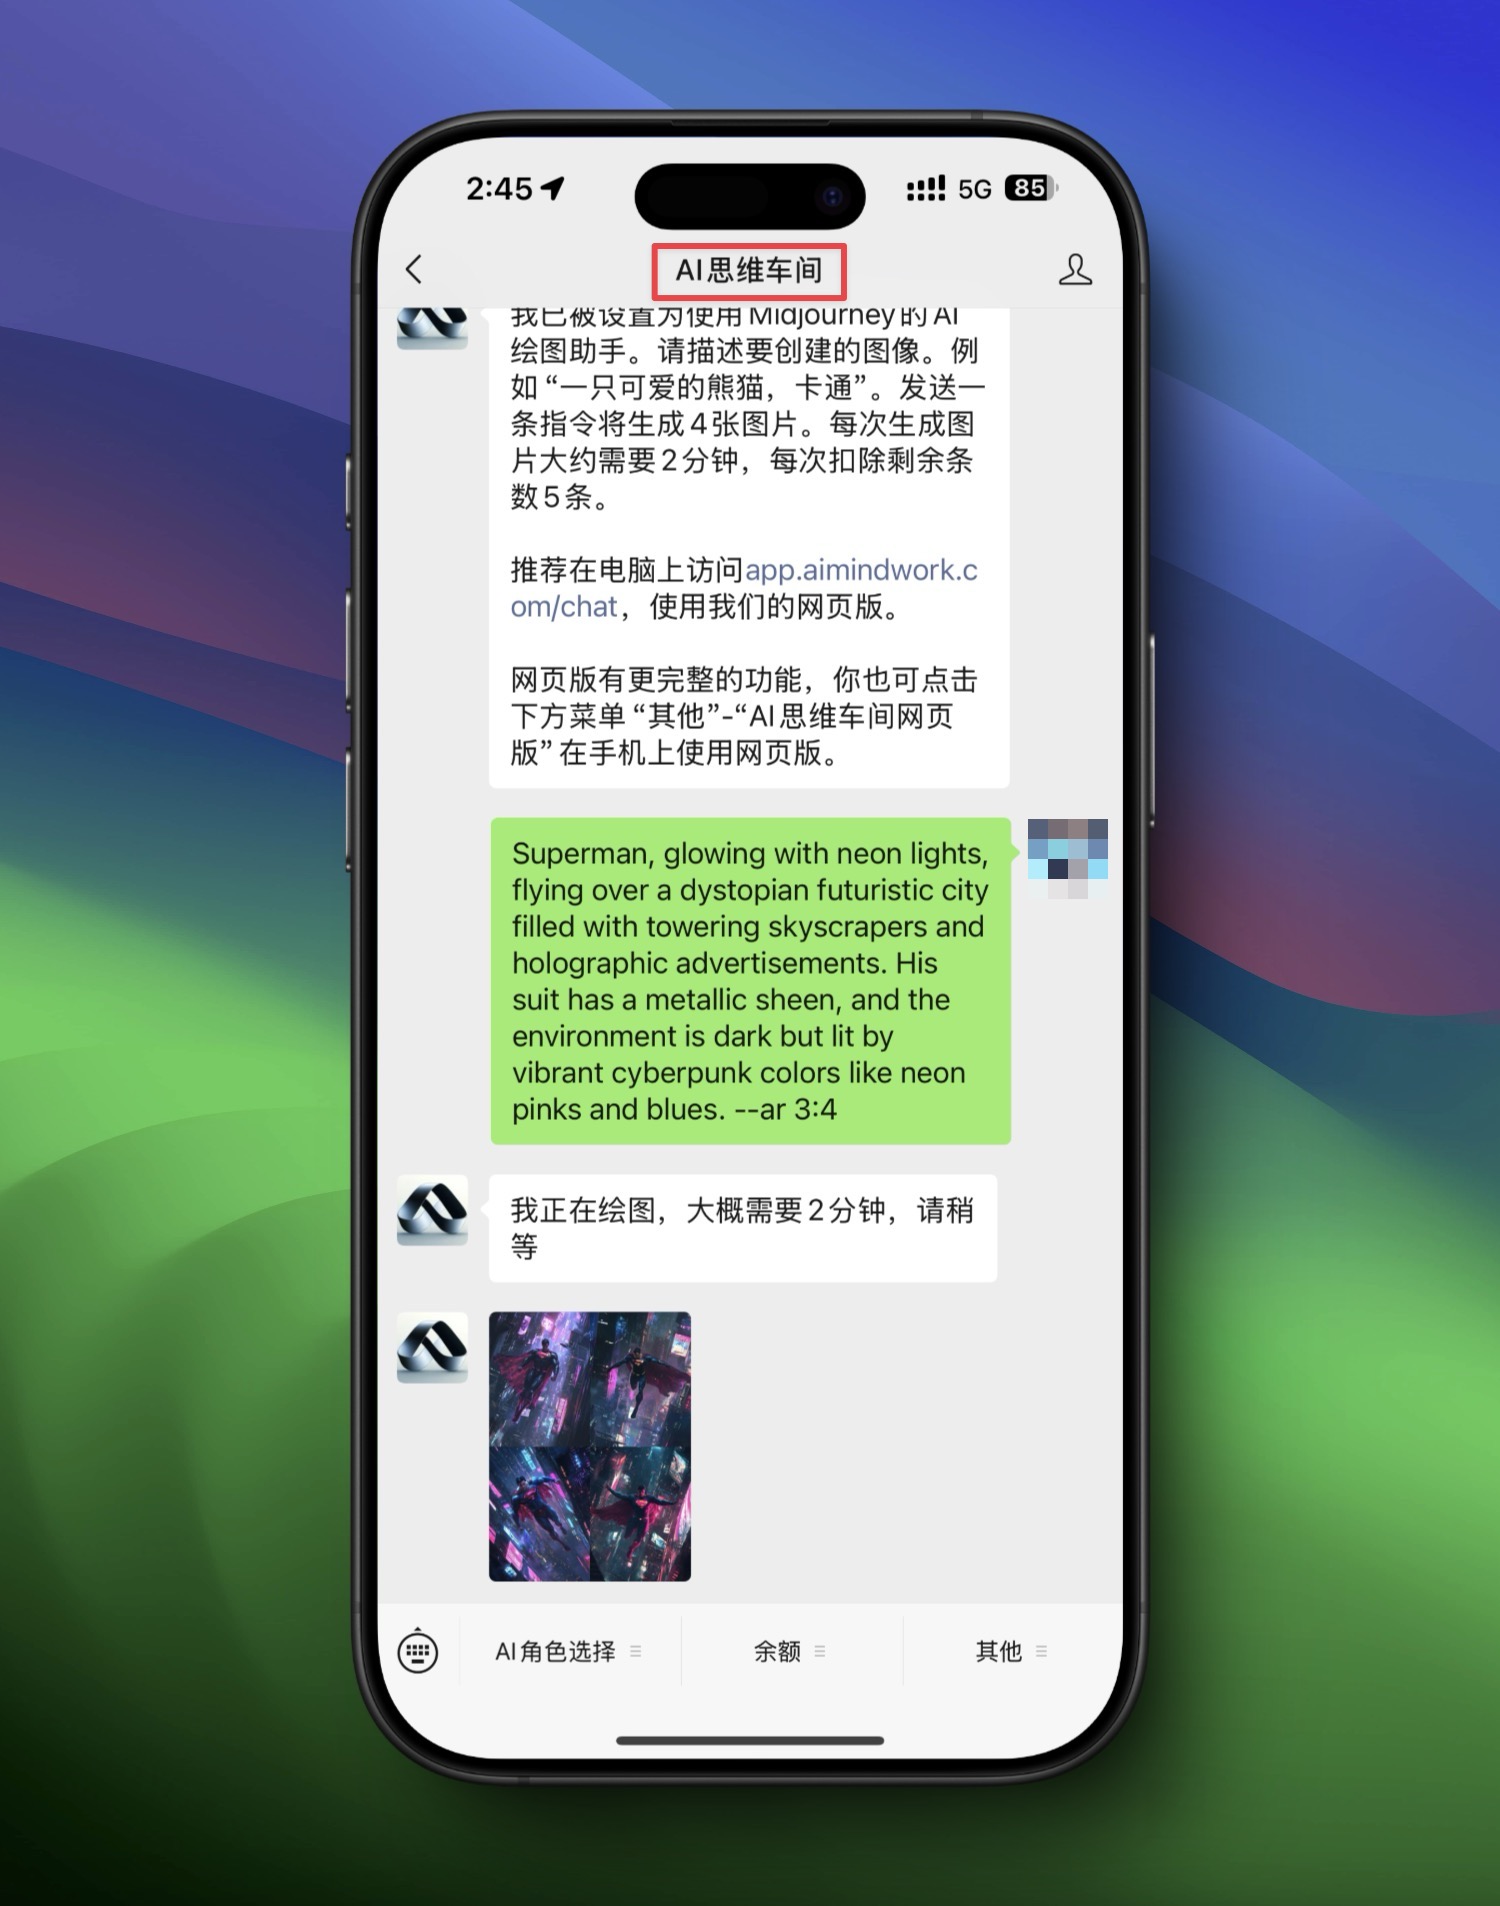 2:45
5G
85
AI思维车间
我已被设置为使用Midjourney的AI
绘图助手。请描述要创建的图像。例
如“一只可爱的熊猫，卡通”。发送一
条指令将生成4张图片。每次生成图
片大约需要2分钟，每次扣除剩余条
数5条。
推荐在电脑上访问app.aimindwork.c
om/chat，使用我们的网页版。
网页版有更完整的功能，你也可点击
下方菜单“其他”-“AI思维车间网页
版”在手机上使用网页版。
Superman, glowing with neon lights,
flying over a dystopian futuristic city
filled with towering skyscrapers and
holographic advertisements. His
suit has a metallic sheen, and the
environment is dark but lit by
vibrant cyberpunk colors like neon
pinks and blues. --ar 3:4
我正在绘图，大概需要2分钟，请稍
等
AI角色选择
余额
其他